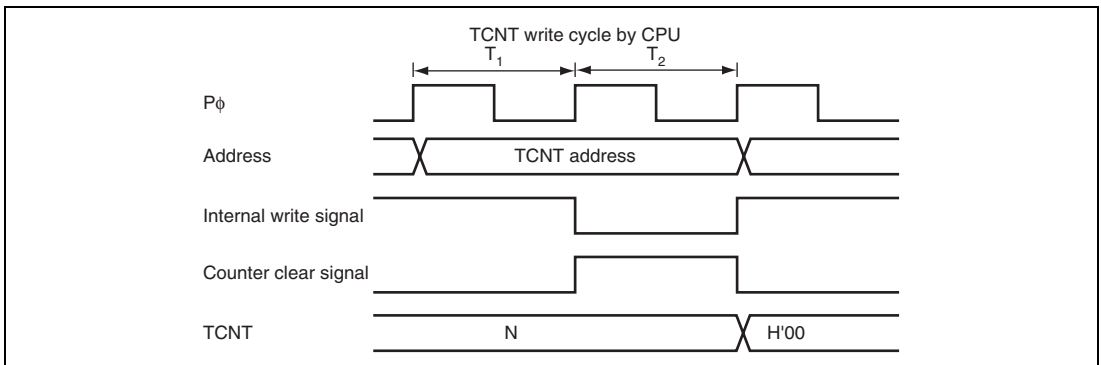 TCNT write cycle by CPU
T1 T2
Pϕ
Address TCNT address
Internal write signal
Counter clear signal
TCNT N H'00